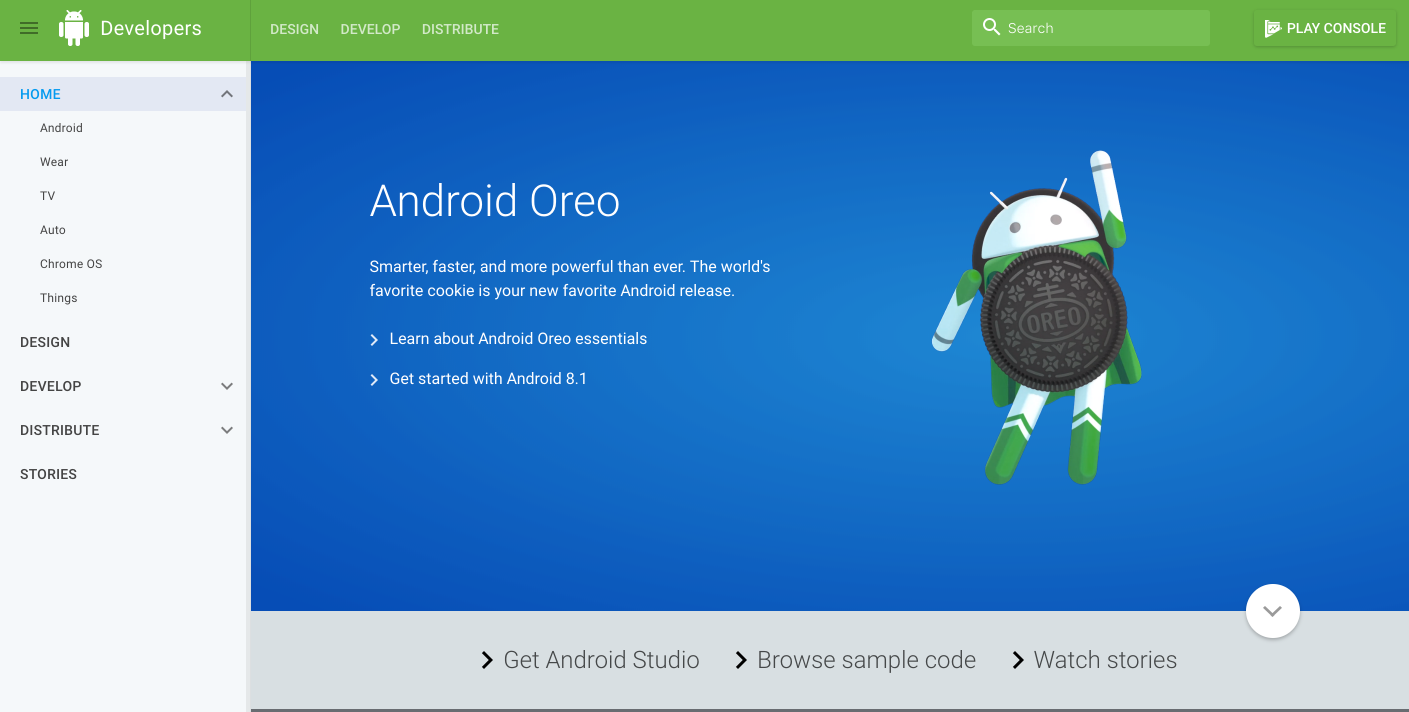 Developers
DESIGN
DEVELOP
DISTRIBUTE
Search
PLAY CONSOLE
HOME
Android
Wear
TV
Auto
Chrome OS
Things
DESIGN
DEVELOP
DISTRIBUTE
STORIES
Android Oreo
Smarter, faster, and more powerful than ever. The world's
favorite cookie is your new favorite Android release.
Learn about Android Oreo essentials
Get started with Android 8.1
OREO
Get Android Studio
Browse sample code
Watch stories